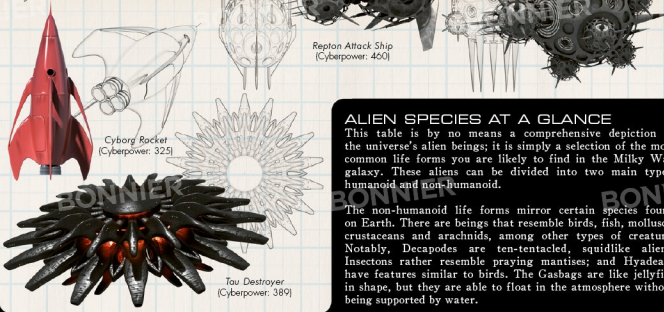 BONNIER
BONNIER
Repton Attack Ship
(Cyberpower: 460)
Cyborg Rocket
(Cyberpower: 325)
Tau Destroyer
(Cyberpower: 389)
BONNIER
ALIEN SPECIES AT A GLANCE
This table is by no means a comprehensive depiction
the universe's alien beings; it is simply a selection of the
common life forms you are likely to find in the Milky
galaxy. These aliens can be divided into two main
humanoid and non-humanoid.
The non-humanoid life forms mirror certain species
on Earth. There are beings that resemble birds, fish,
crustaceans and arachnids, among other types of
Notably, Decapodes are ten-tentacled, squidlike
Insectons rather resemble praying mantises; and
have features similar to birds. The Gasbags are like
in shape, but they are able to float in the atmosphere
being supported by water.
BONNIER